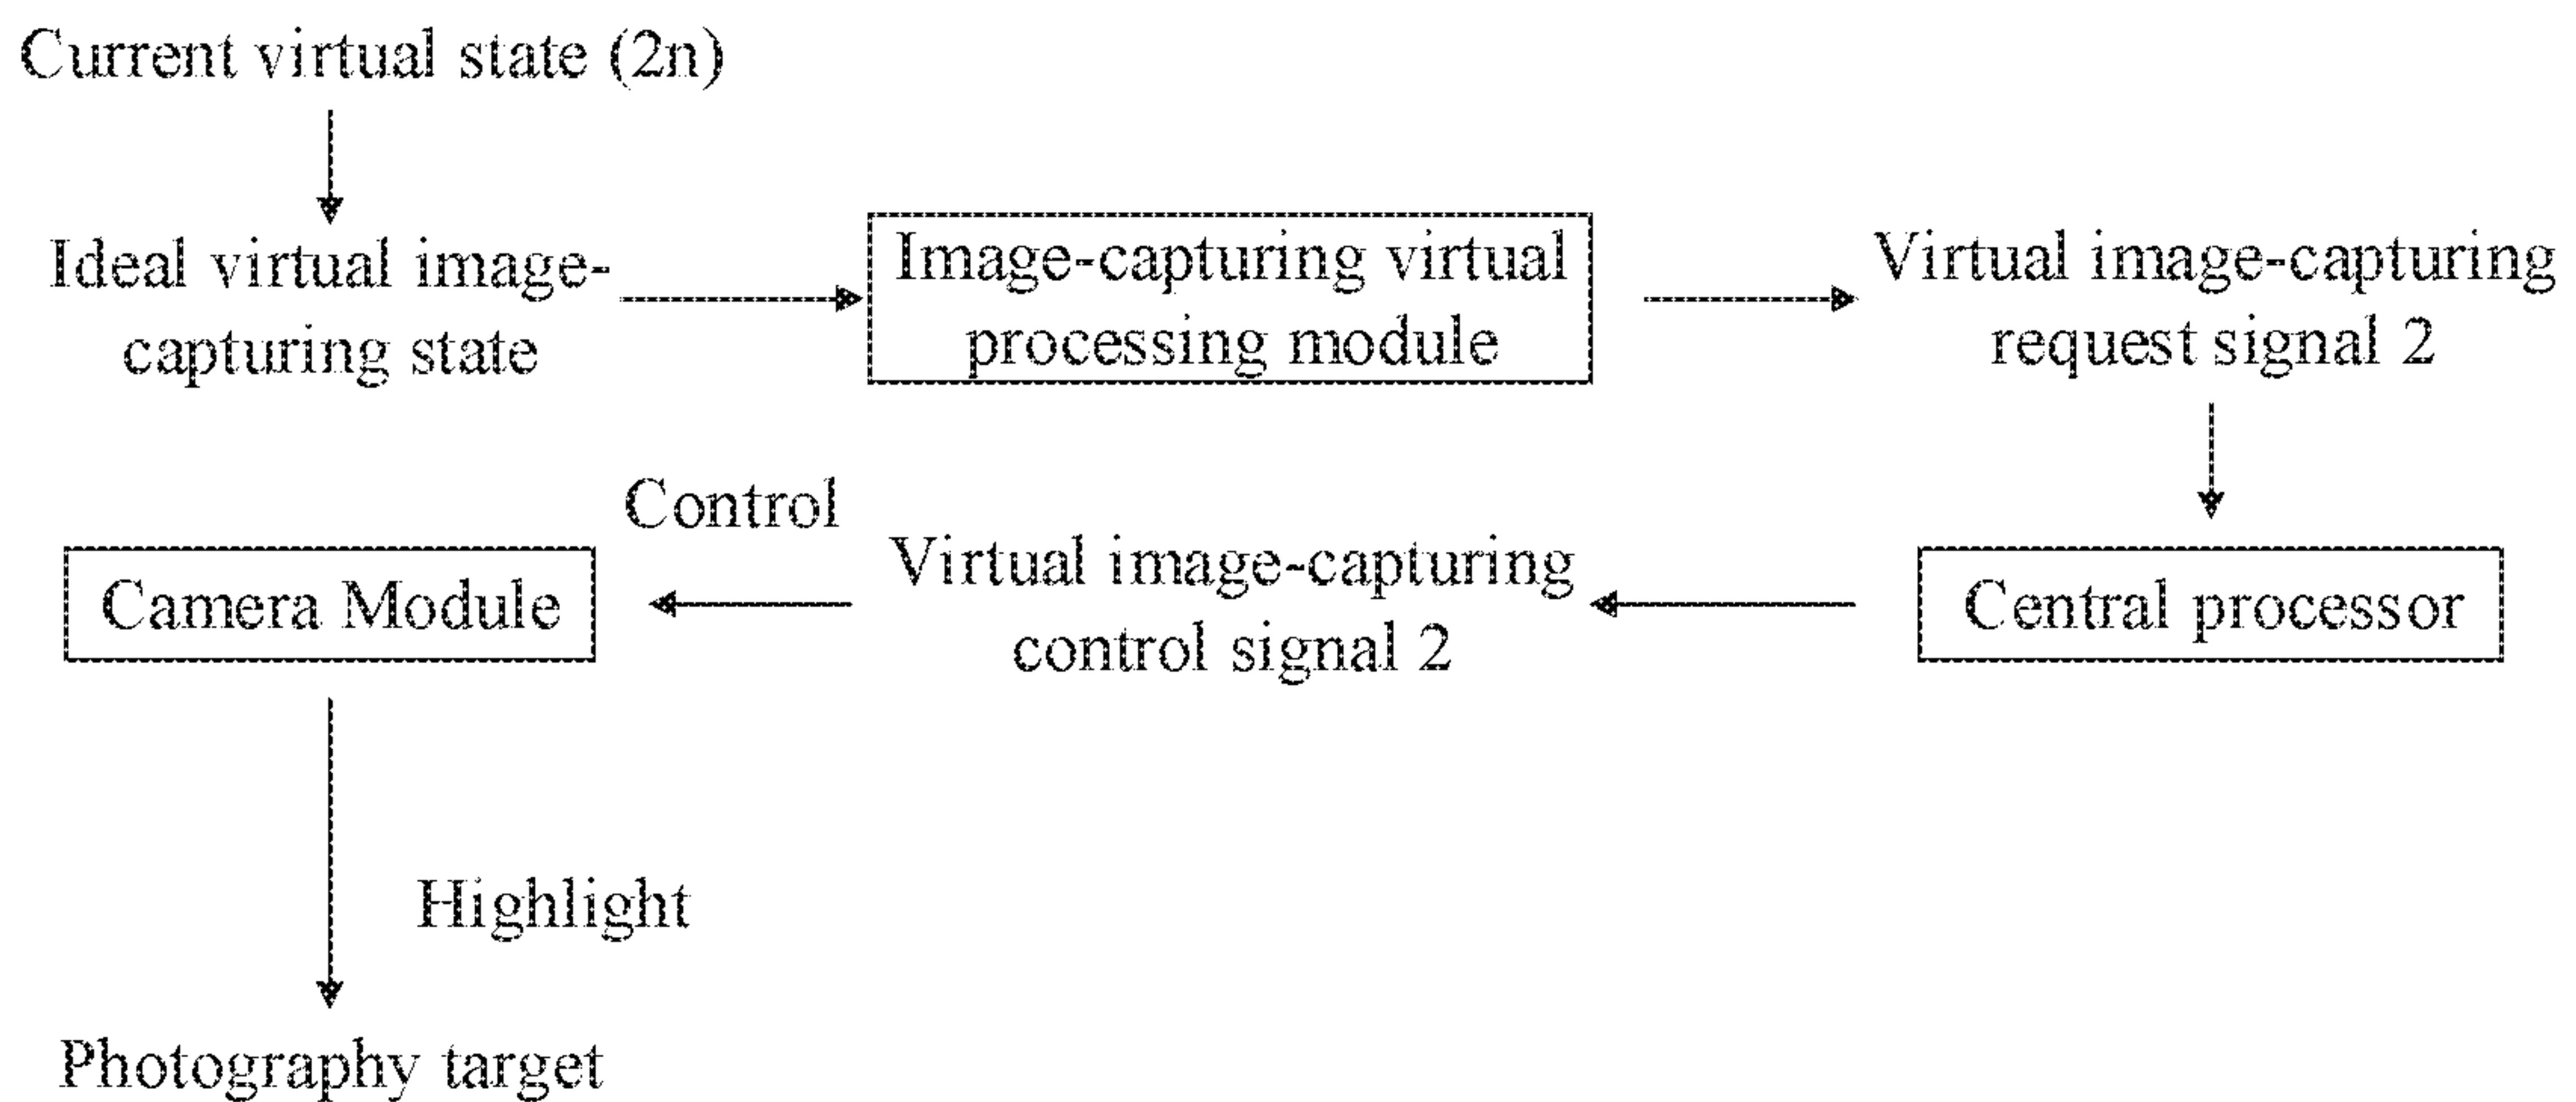 Current virtual state (2n)
Ideal virtual image-
capturing state
Image-capturing virtual
processing module
Virtual image-capturing
request signal 2
Control
Camera Module
Virtual image-capturing
control signal 2
Central processor
Highlight
Photography target